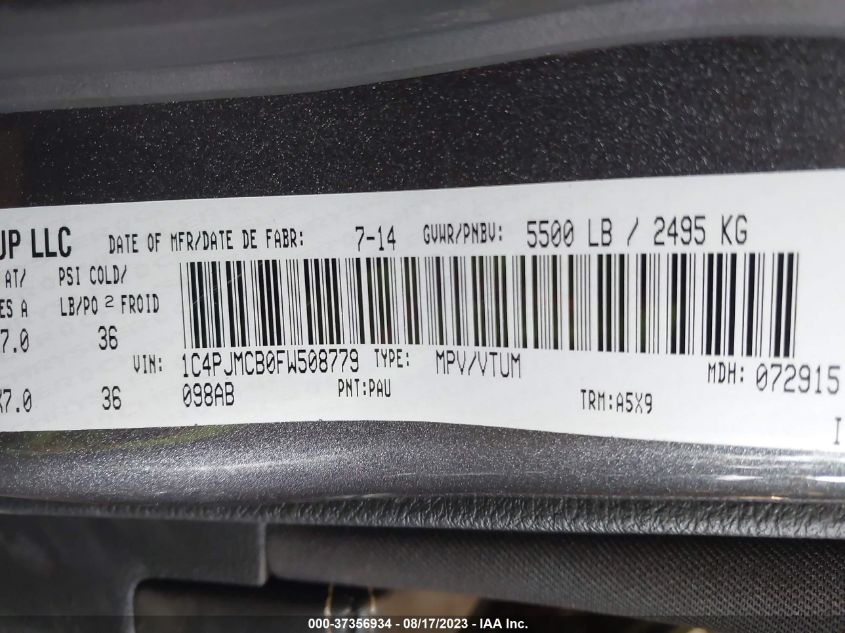 UP LLC DATE OF MFR/DATE DE FABR: 7-14 GVWR/PNBV: 5500 LB / 2495 KG
AT/ PSI COLD/
ES A LB/PO 2 FROID
7.0 36
VIN: 1C4PJMCB0FW508779 TYPE: MPV/VTUM MDH: 072915
X7.0 36 098AB PNT:PAU TRM:A5X9
I
000-37356934 - 08/17/2023 - IAA Inc.